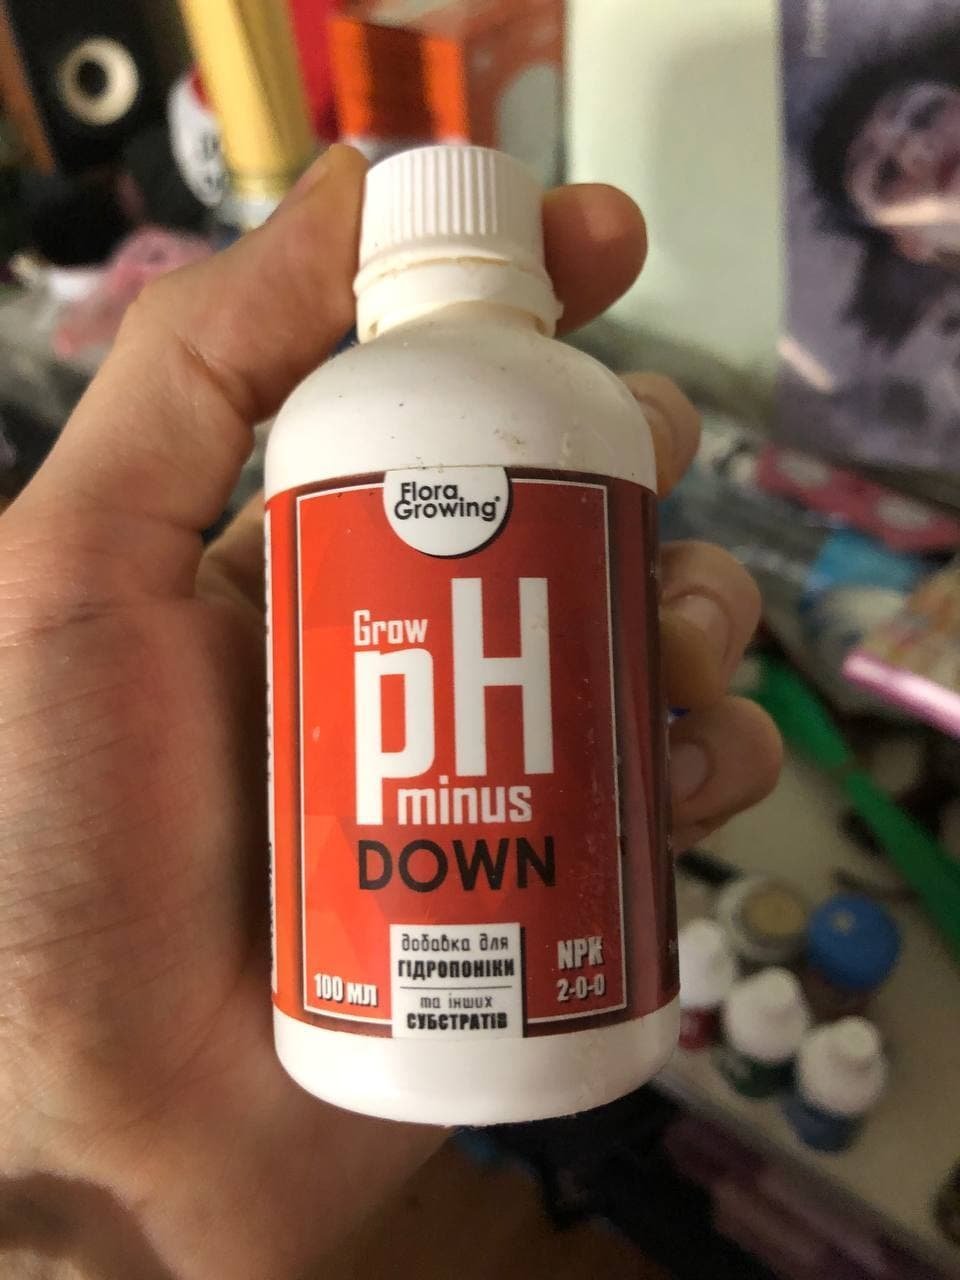 Flora
Growing®
Grow
pH
minus
DOWN
добавка для
ГІДРОПОНІКИ
та інших
СУБСТРАТІВ
100 мл
NPK
2-0-0